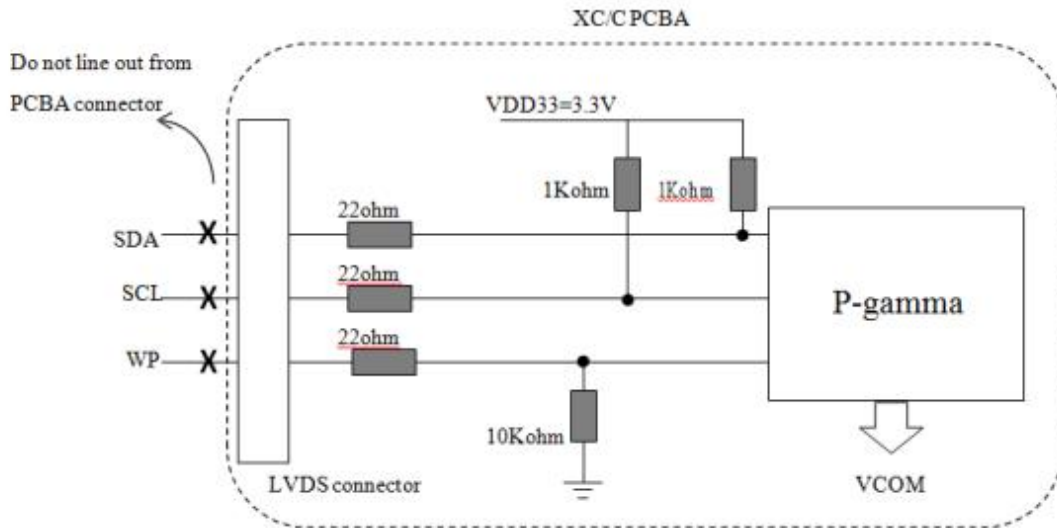 XC/C PCBA
Do not line out from
PCBA connector
VDD33=3.3V
1Kohm
1Kohm
22ohm
SDA
22ohm
SCL
P-gamma
22ohm
WP
10Kohm
LVDS connector
VCOM